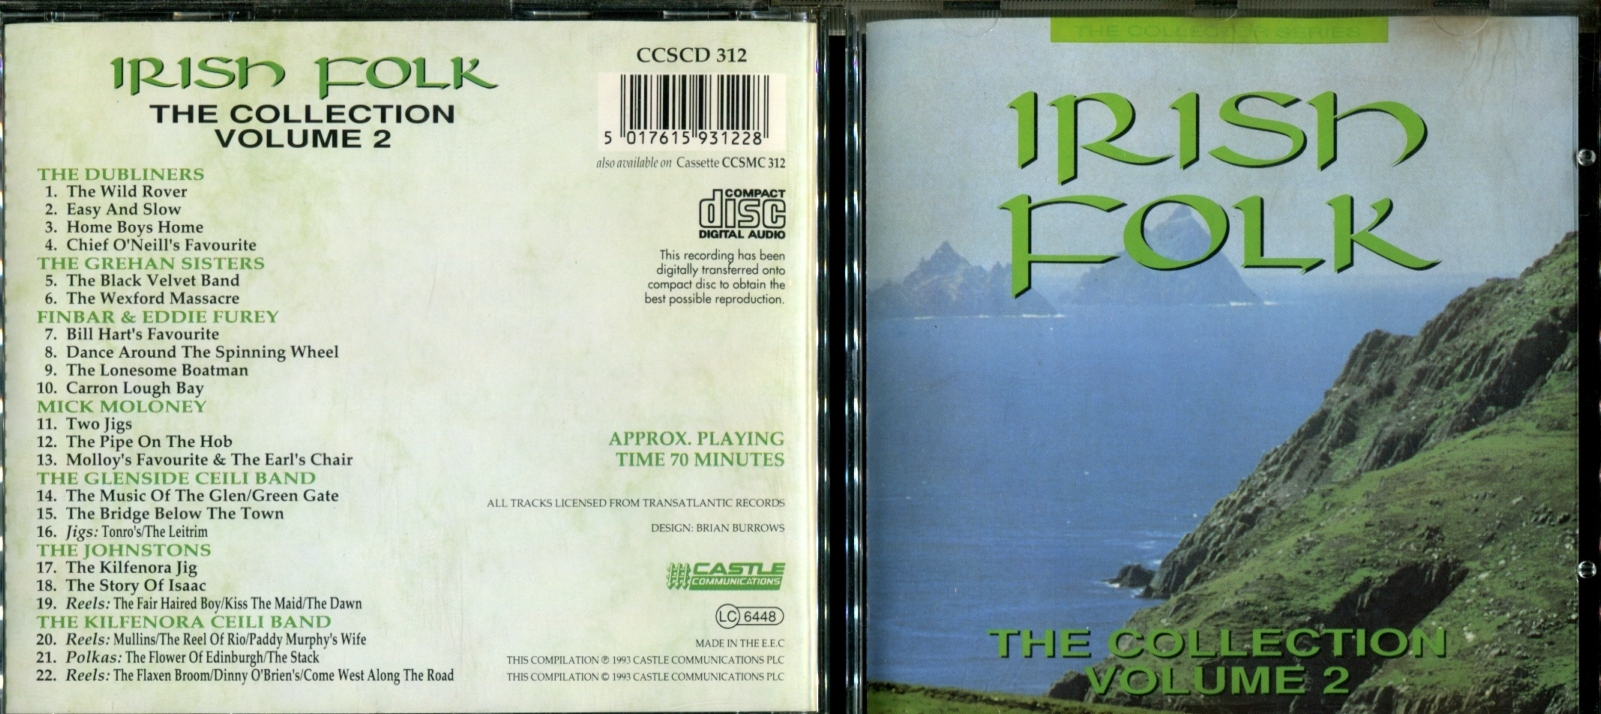 IRISH FOLK
THE COLLECTION
VOLUME 2
THE DUBLINERS
1. The Wild Rover
2. Easy And Slow
3. Home Boys Home
4. Chief O'Neill's Favourite
THE GREHAN SISTERS
5. The Black Velvet Band
6. The Wexford Massacre
FINBAR & EDDIE FUREY
7. Bill Hart's Favourite
8. Dance Around The Spinning Wheel
9. The Lonesome Boatman
10. Carron Lough Bay
MICK MOLONEY
11. Two Jigs
12. The Pipe On The Hob
13. Molloy's Favourite & The Earl's Chair
THE GLENSIDE CEILI BAND
14. The Music Of The Glen/Green Gate
15. The Bridge Below The Town
16. Jigs: Tonro's/The Leitrim
THE JOHNSTONS
17. The Kilfenora Jig
18. The Story Of Isaac
19. Reels: The Fair Haired Boy/Kiss The Maid/The Dawn
THE KILFENORA CEILI BAND
20. Reels: Mullins/The Reel Of Rio/Paddy Murphy's Wife
21. Polkas: The Flower Of Edinburgh/The Stack
22. Reels: The Flaxen Broom/Dinny O'Brien's/Come West Along The Road
CCSCD 312
5 017615 931228
also available on Cassette CCSMC 312
COMPACT
disc
DIGITAL AUDIO
This recording has been
digitally transferred onto
compact disc to obtain the
best possible reproduction.
APPROX. PLAYING
TIME 70 MINUTES
ALL TRACKS LICENSED FROM TRANSATLANTIC RECORDS
DESIGN: BRIAN BURROWS
CASTLE
COMMUNICATIONS
LC 6448
MADE IN THE E.E.C
THIS COMPILATION ℗ 1993 CASTLE COMMUNICATIONS PLC
THIS COMPILATION © 1993 CASTLE COMMUNICATIONS PLC
THE COLLECTOR SERIES
IRISH
FOLK
THE COLLECTION
VOLUME 2